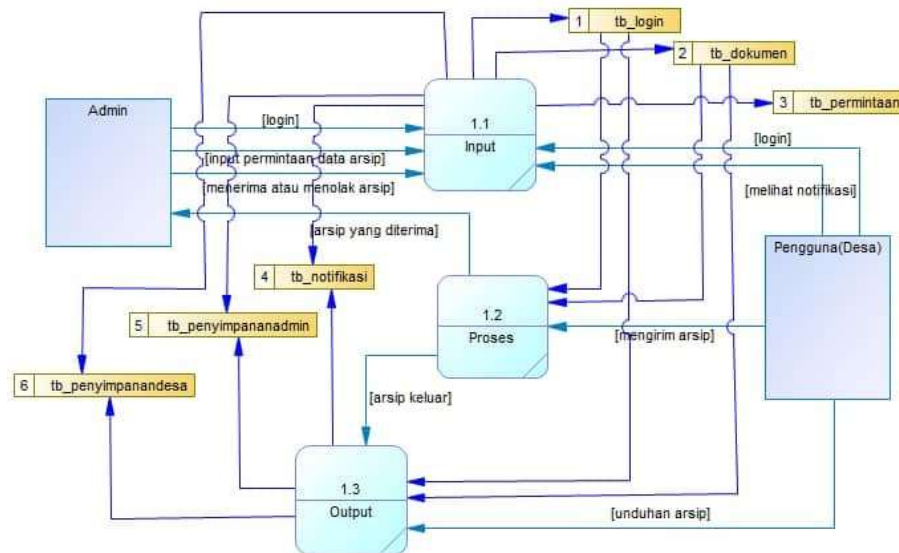 1 tb_login
2 tb_dokumen
3 tb_permintaan
Admin
[login]
[input permintaan data arsip]
[menerima atau menolak arsip]
1.1
Input
[login]
[melihat notifikasi]
[arsip yang diterima]
Pengguna(Desa)
4 tb_notifikasi
1.2
Proses
5 tb_penyimpananadmin
[mengirim arsip]
6 tb_penyimpanandesa
[arsip keluar]
1.3
Output
[unduhan arsip]